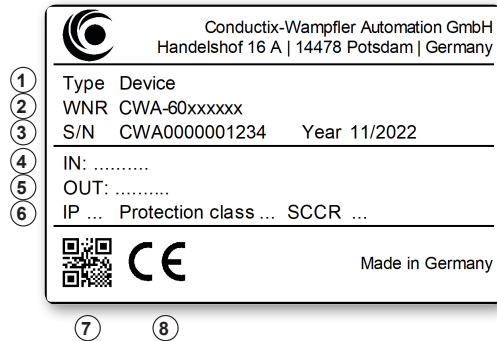 Conductix-Wampfler Automation GmbH
Handelshof 16 A | 14478 Potsdam | Germany
1 Type Device
2 WNR CWA-60xxxxxx
3 S/N CWA0000001234 Year 11/2022
4 IN: ..........
5 OUT: .........
6 IP ... Protection class ... SCCR ...
CE Made in Germany
7 8